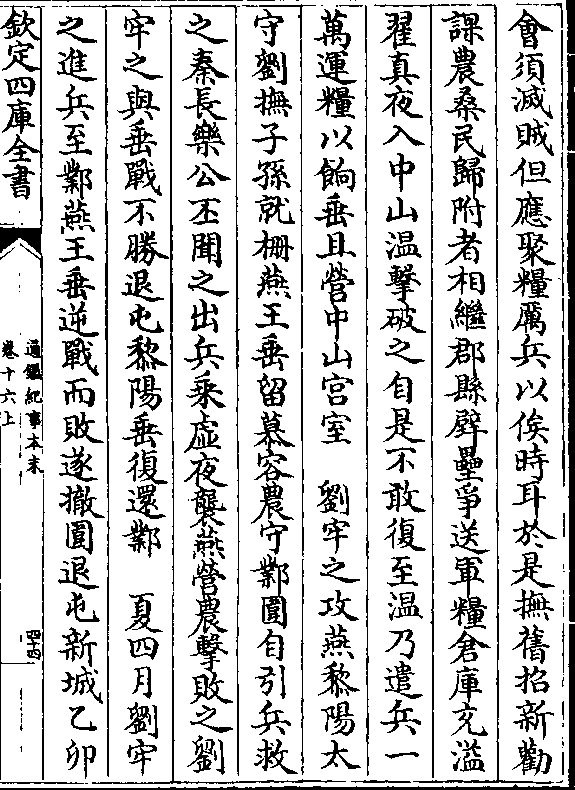 會須滅賊但應聚糧厲兵以俟時耳於是撫舊招新勸
課農桑民歸附者相繼郡縣壁壘爭送軍糧倉庫充溢
翟真夜入中山溫擊破之自是不敢復至溫乃遣兵一
萬運糧以餉垂且營中山宮室　劉牢之攻燕黎陽太
守劉撫于孫就栅燕王垂留慕容農守鄴圍自引兵救
之秦長樂公丕聞之出兵乘虛夜襲燕營農擊敗之劉
牢之與垂戰不勝退屯黎陽垂復還鄴　夏四月劉牢
之進兵至鄴燕王垂逆戰而敗遂撤圍退屯新城乙卯
欽定四庫全書
通鑑紀事本末
卷十六上
四四